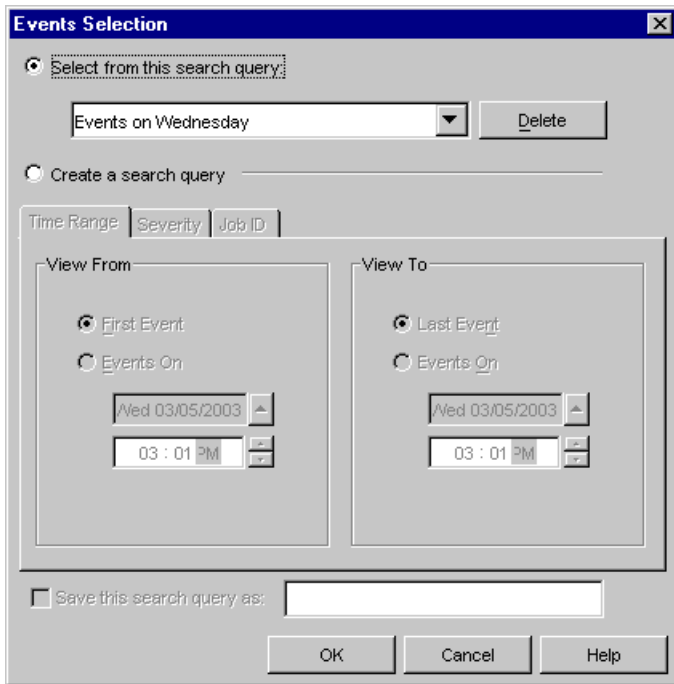 Events Selection
Select from this search query:
Events on Wednesday
Delete
Create a search query
Time Range Severity Job ID
View From
First Event
Events On
Wed 03/05/2003
03 : 01 PM
View To
Last Event
Events On
Wed 03/05/2003
03 : 01 PM
Save this search query as:
OK Cancel Help